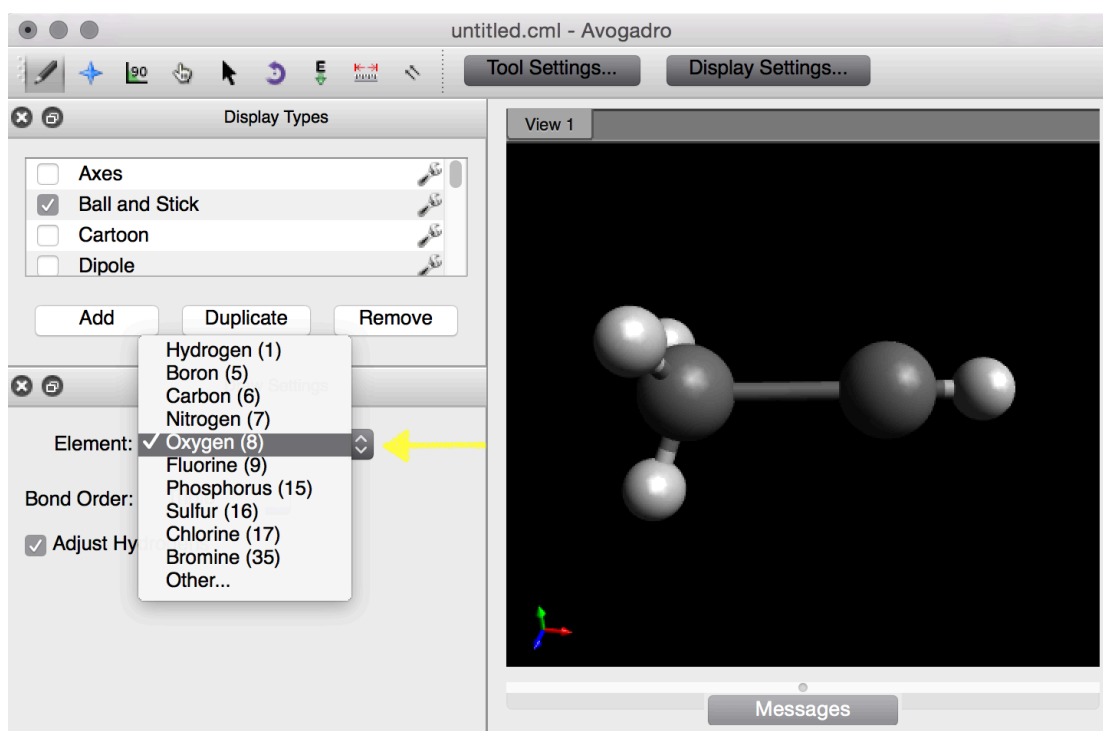 untitled.cml - Avogadro
90
E
Tool Settings...
Display Settings...
Display Types
View 1
Axes
Ball and Stick
Cartoon
Dipole
Add
Duplicate
Remove
Hydrogen (1)
Boron (5)
Settings
Carbon (6)
Nitrogen (7)
Element: ✓ Oxygen (8)
Fluorine (9)
Phosphorus (15)
Bond Order:
Sulfur (16)
Chlorine (17)
Adjust Hy
Bromine (35)
Other...
Messages